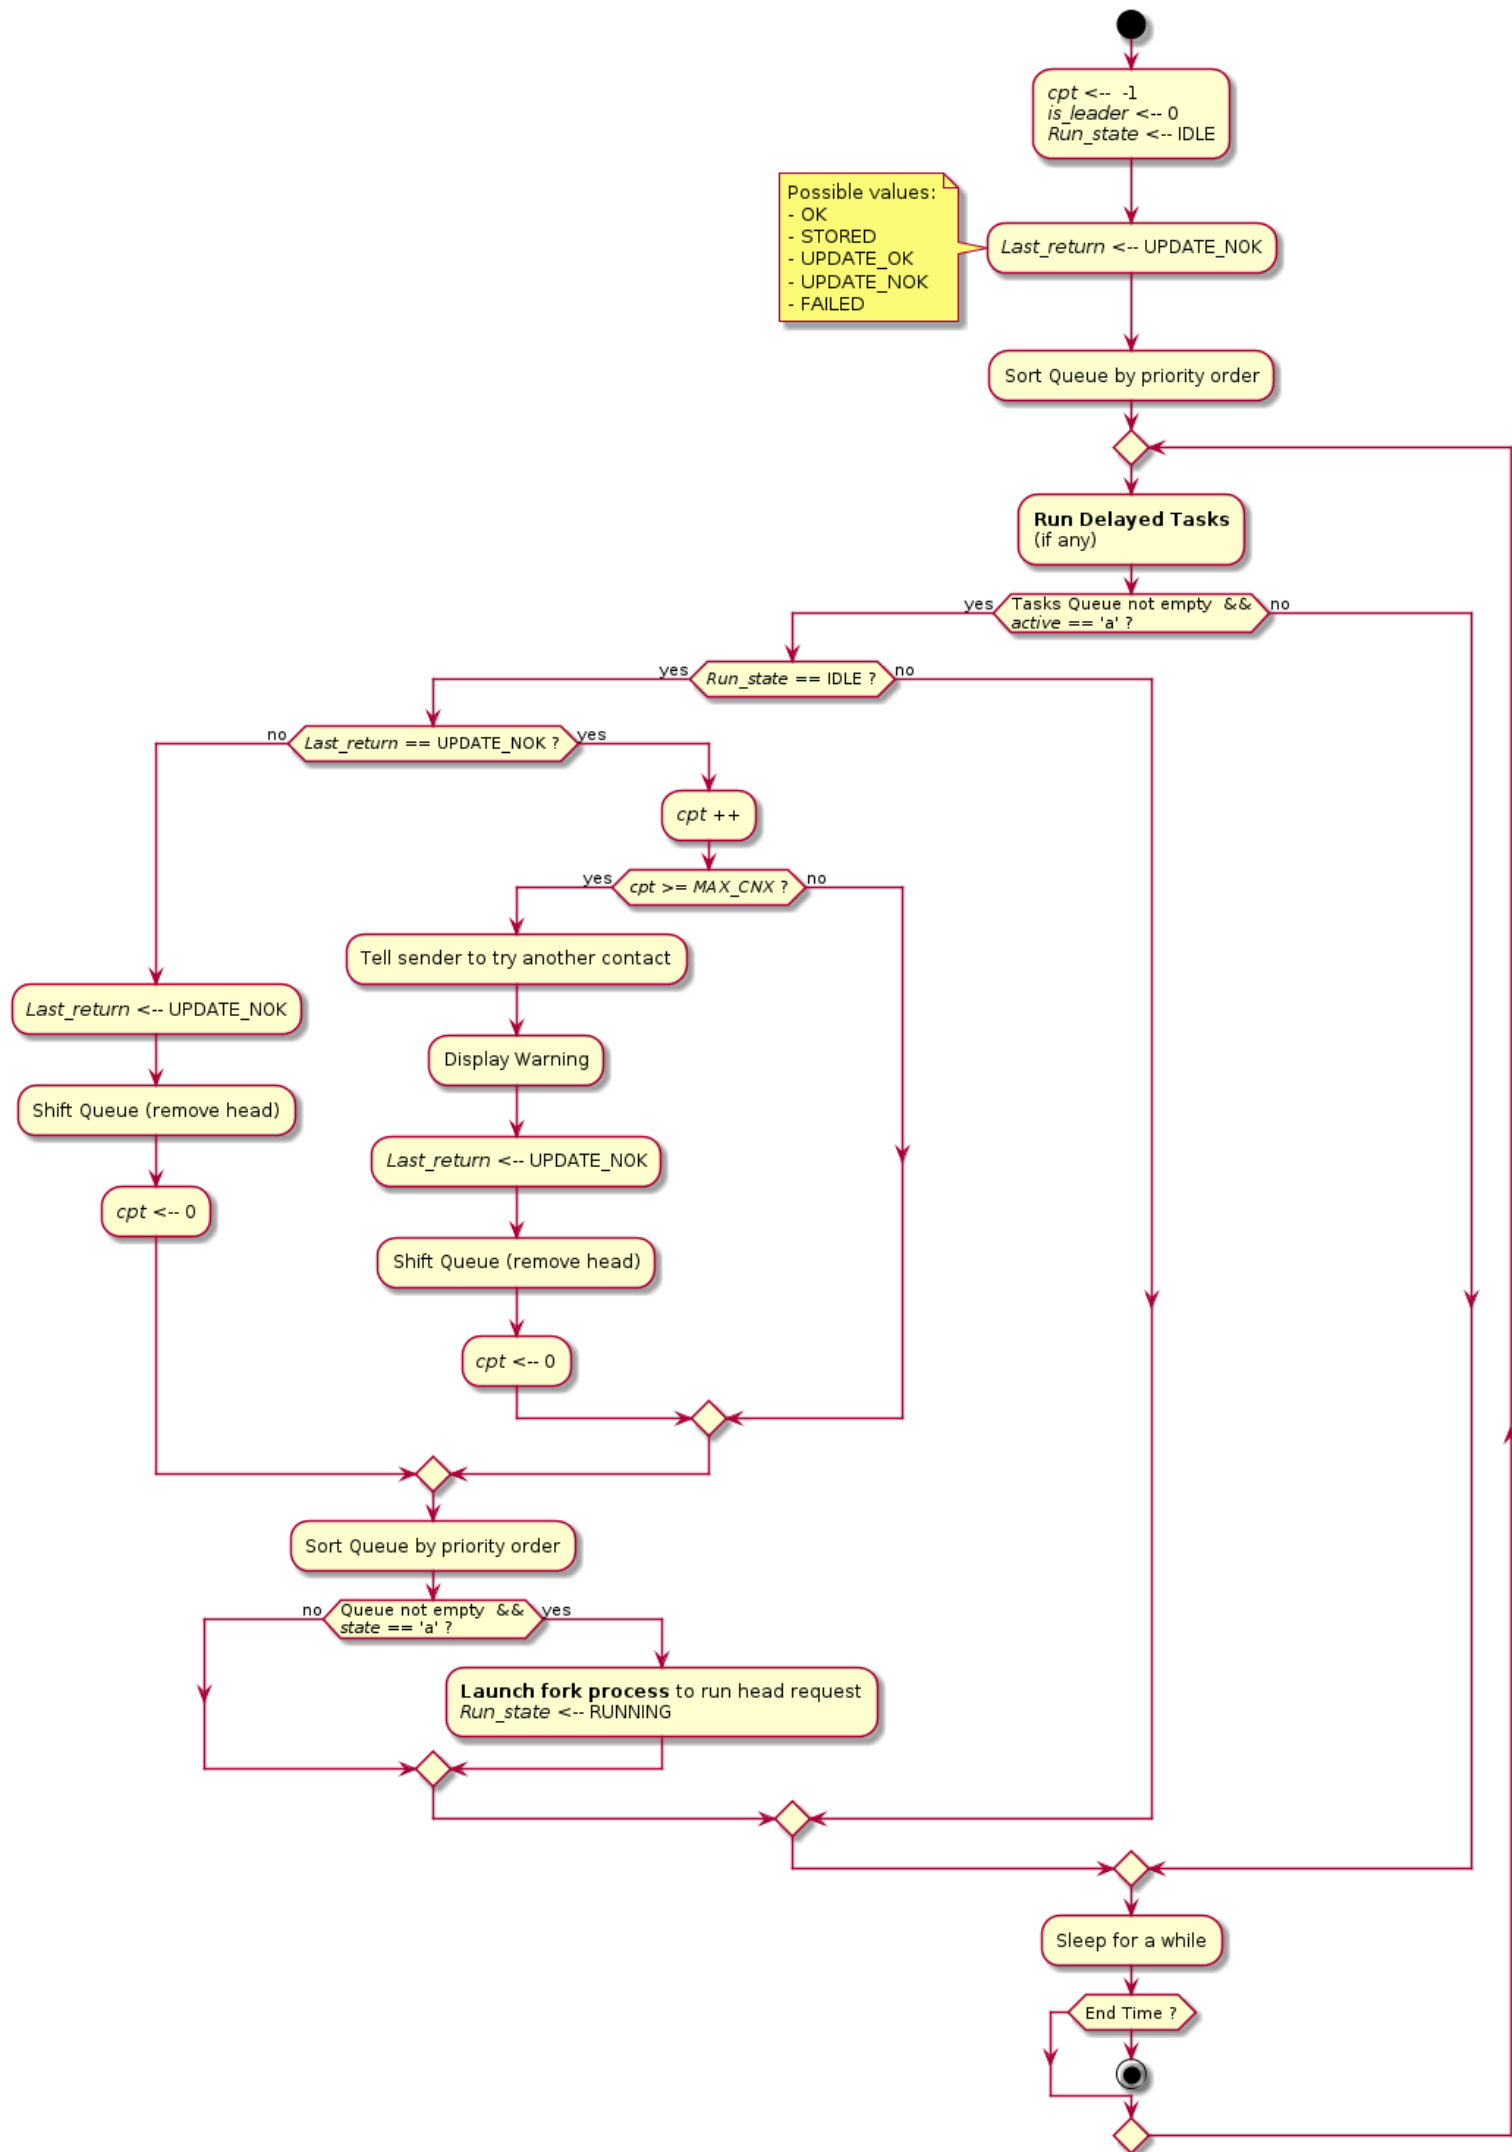 cpt <-- -1
is_leader <-- 0
Run_state <-- IDLE
Possible values:
- OK
- STORED
- UPDATE_OK
- UPDATE_NOK
- FAILED
Last_return <-- UPDATE_NOK
Sort Queue by priority order
Run Delayed Tasks
(if any)
yes
Tasks Queue not empty &&
active == 'a' ?
no
yes
Run_state == IDLE ?
no
no
Last_return == UPDATE_NOK ?
yes
cpt ++
yes
cpt >= MAX_CNX ?
no
Tell sender to try another contact
Last_return <-- UPDATE_NOK
Display Warning
Shift Queue (remove head)
Last_return <-- UPDATE_NOK
cpt <-- 0
Shift Queue (remove head)
cpt <-- 0
Sort Queue by priority order
no
Queue not empty &&
state == 'a' ?
yes
Launch fork process to run head request
Run_state <-- RUNNING
Sleep for a while
End Time ?